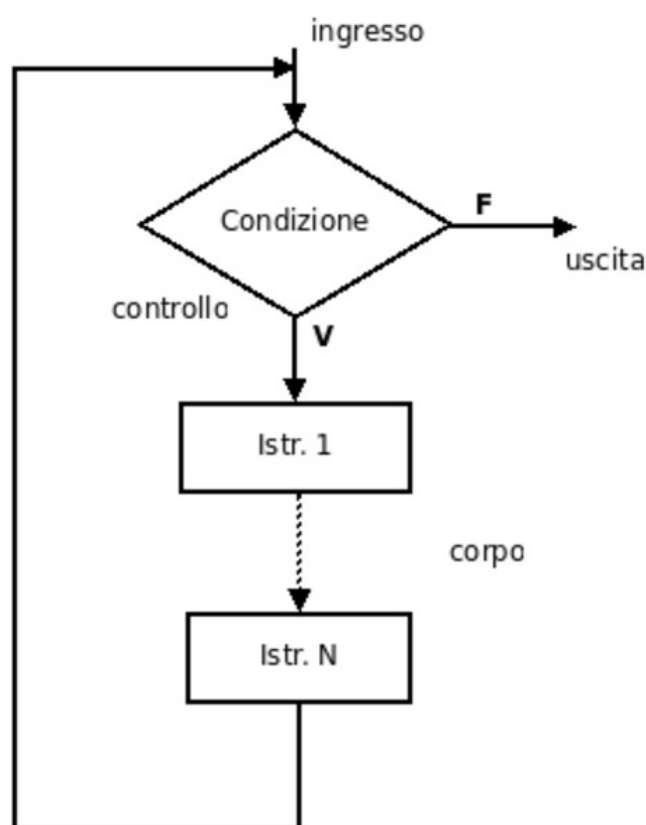 ingresso
Condizione
F
uscita
controllo
V
Istr. 1
corpo
Istr. N